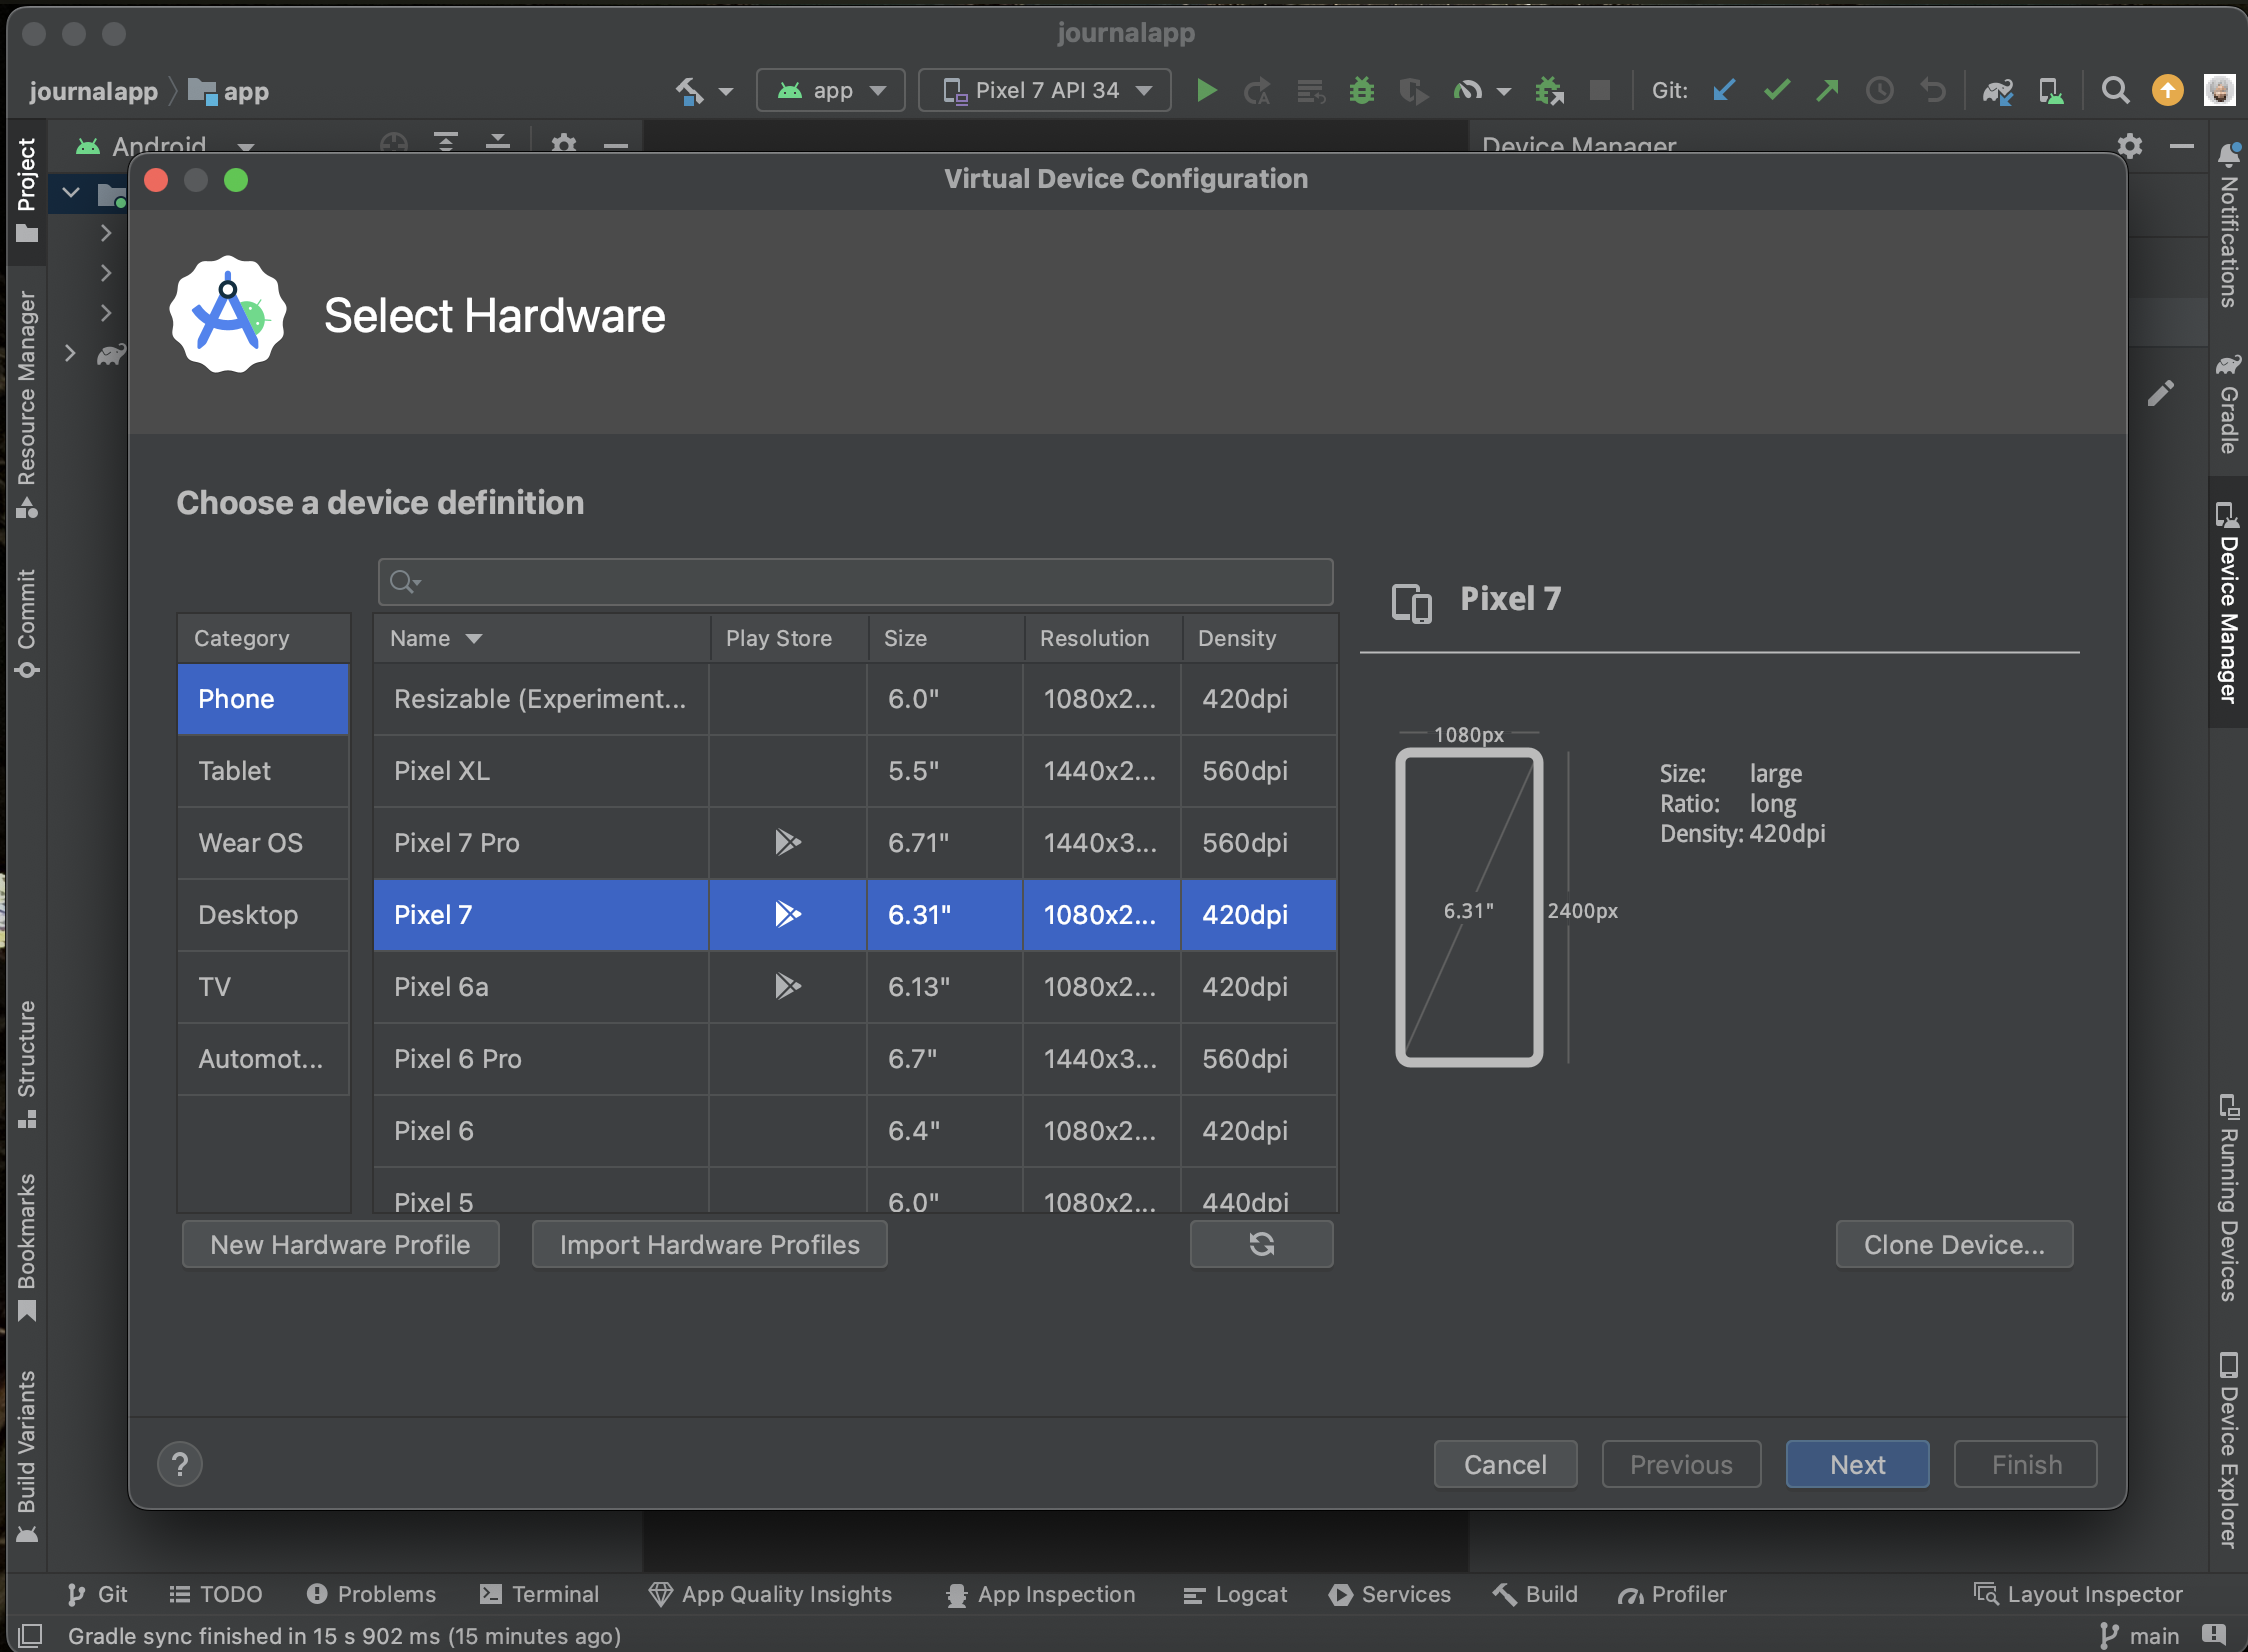 journalapp
journalapp
app
app
Pixel 7 API 34
Git:
Android
Device Manager
Project
Resource Manager
Commit
Structure
Bookmarks
Build Variants
Virtual Device Configuration
Select Hardware
Choose a device definition
Category
Phone
Tablet
Wear OS
Desktop
TV
Automot...
Name Play Store Size Resolution Density
Resizable (Experiment... 6.0" 1080x2... 420dpi
Pixel XL 5.5" 1440x2... 560dpi
Pixel 7 Pro 6.71" 1440x3... 560dpi
Pixel 7 6.31" 1080x2... 420dpi
Pixel 6a 6.13" 1080x2... 420dpi
Pixel 6 Pro 6.7" 1440x3... 560dpi
Pixel 6 6.4" 1080x2... 420dpi
Pixel 5 6.0" 1080x2... 440dpi
New Hardware Profile
Import Hardware Profiles
Pixel 7
1080px
6.31"
2400px
Size: large
Ratio: long
Density: 420dpi
Clone Device...
?
Cancel
Previous
Next
Finish
Notifications
Gradle
Device Manager
Running Devices
Device Explorer
Git
TODO
Problems
Terminal
App Quality Insights
App Inspection
Logcat
Services
Build
Profiler
Layout Inspector
Gradle sync finished in 15 s 902 ms (15 minutes ago)
main